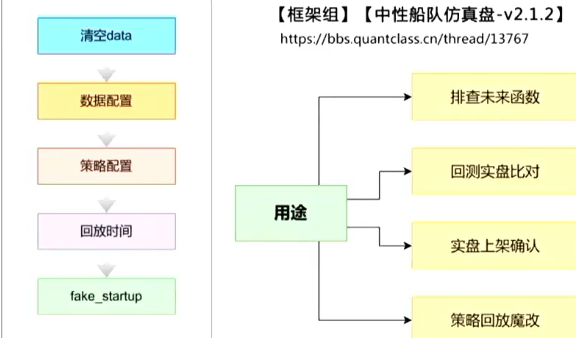 清空data
数据配置
策略配置
回放时间
fake_startup
【框架组】【中性船队仿真盘-v2.1.2】
https://bbs.quantclass.cn/thread/13767
用途
排查未来函数
回测实盘比对
实盘上架确认
策略回放魔改